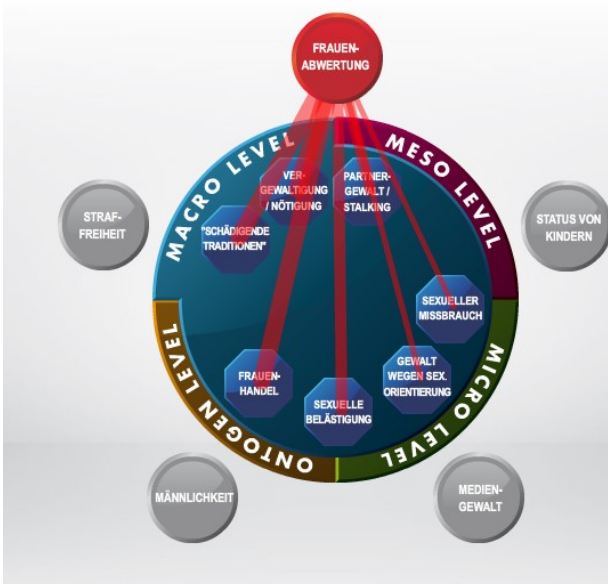 FRAUEN-
ABWERTUNG
MACRO LEVEL
MESO LEVEL
VER-
GEWALTIGUNG
/ NÖTIGUNG
PARTNER-
GEWALT /
STALKING
STRAF-
FREIHEIT
"SCHÄDIGENDE
TRADITIONEN"
STATUS VON
KINDERN
SEXUELLER
MISSBRAUCH
FRAUEN-
HANDEL
SEXUELLE
BELÄSTIGUNG
GEWALT
WEGEN SEX.
ORIENTIERUNG
ONTOGEN LEVEL
MICRO LEVEL
MÄNNLICHKEIT
MEDIEN-
GEWALT